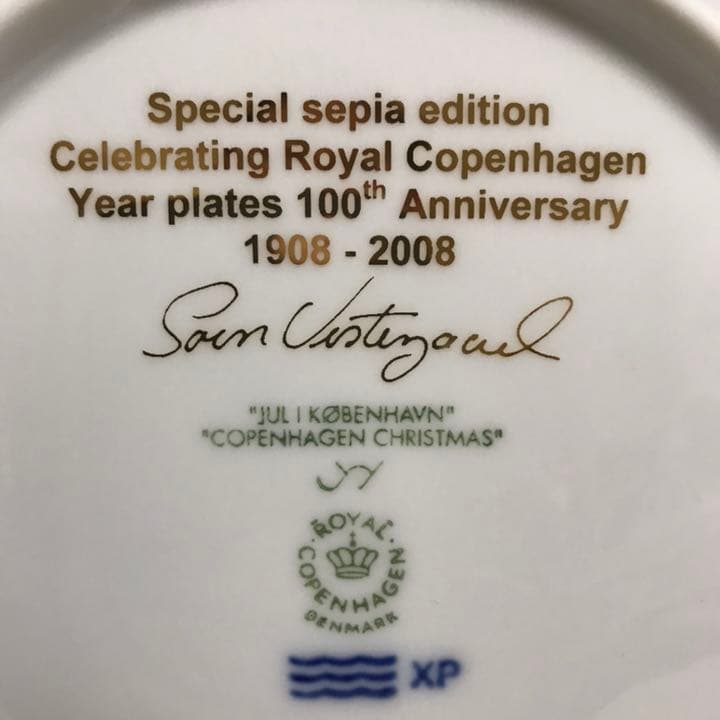 Special sepia edition
Celebrating Royal Copenhagen
Year plates 100th Anniversary
1908 - 2008
"JUL I KØBENHAVN"
"COPENHAGEN CHRISTMAS"
ROYAL
COPENHAGEN
DENMARK
XP